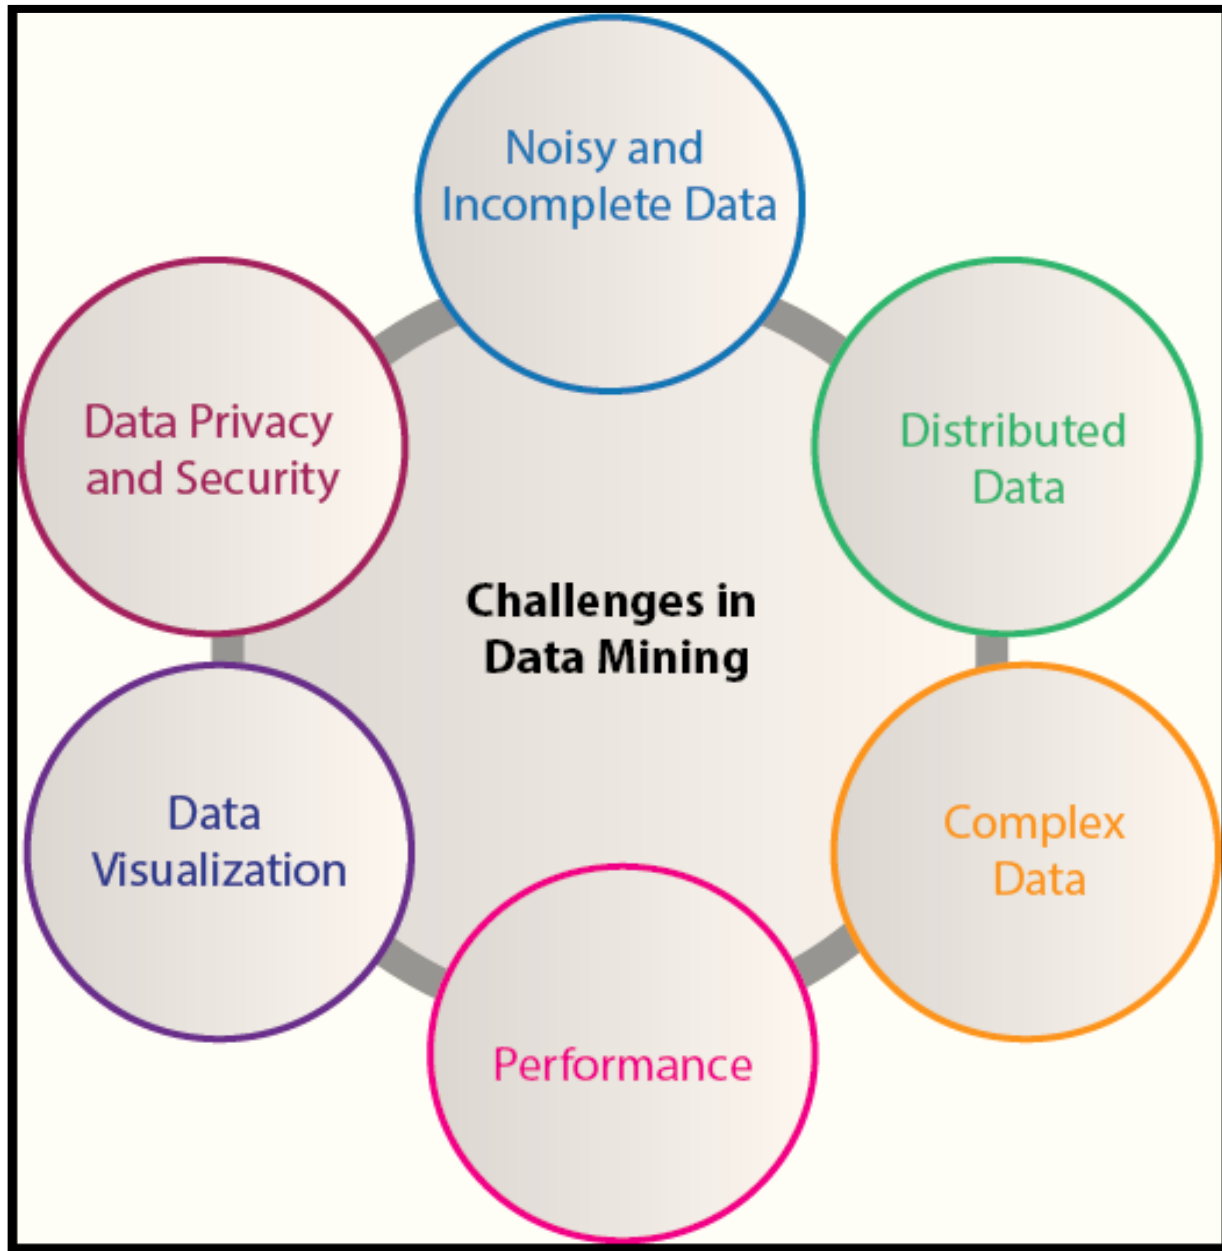 Noisy and
Incomplete Data
Data Privacy
and Security
Distributed
Data
Challenges in
Data Mining
Data
Visualization
Complex
Data
Performance